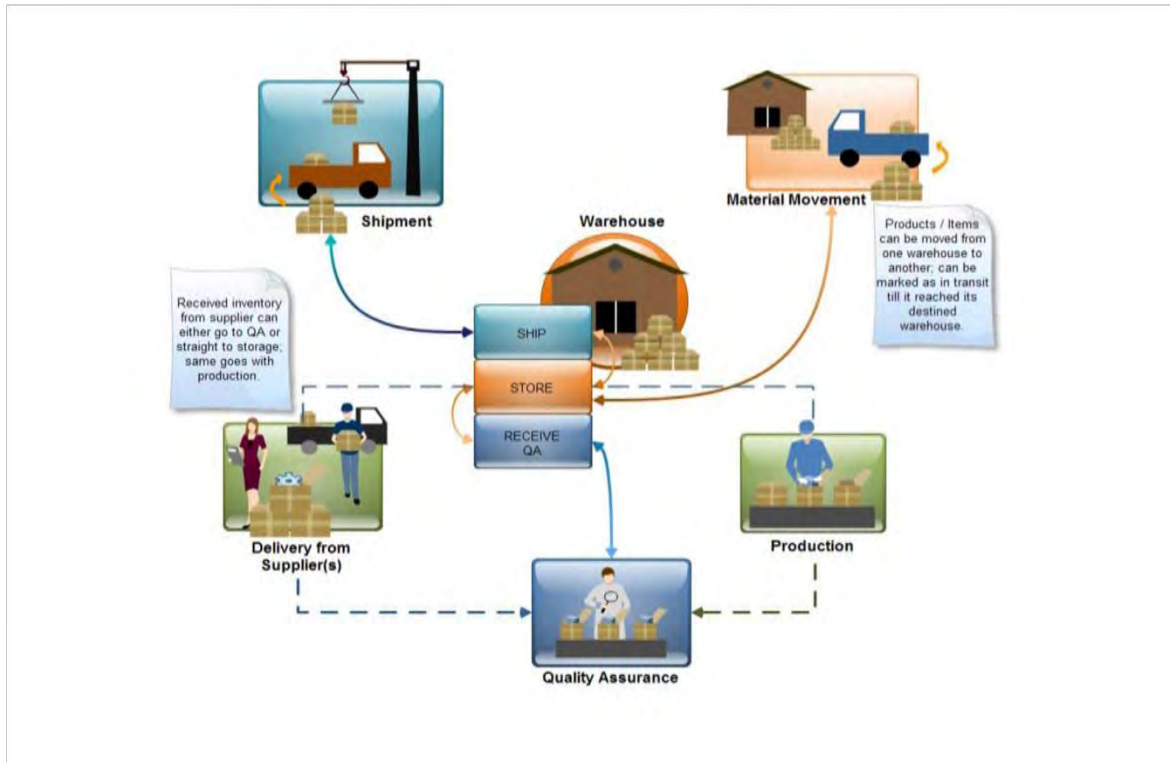 Shipment
Material Movement
Warehouse
Products / Items
can be moved from
one warehouse to
another; can be
marked as in transit
till it reached its
destined
warehouse.
Received inventory
from supplier can
either go to QA or
straight to storage;
same goes with
production.
SHIP
STORE
RECEIVE
QA
Delivery from
Supplier(s)
Production
Quality Assurance